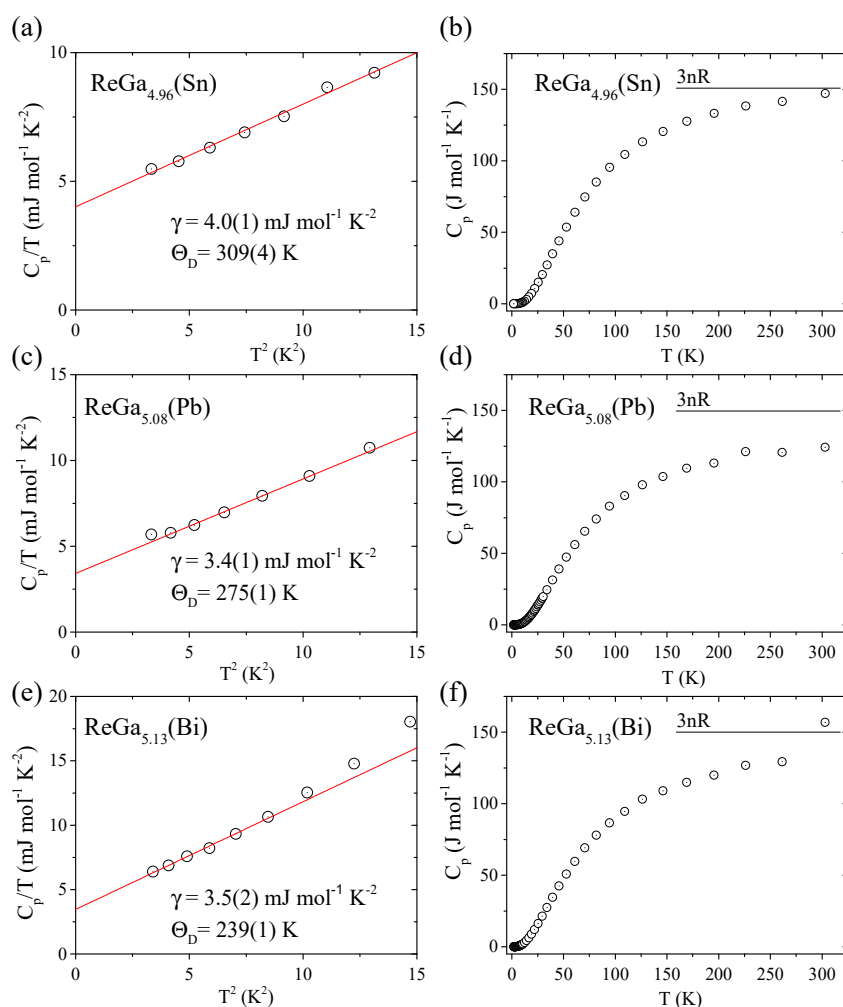 (a)
ReGa4.96(Sn)
γ = 4.0(1) mJ mol-1 K-2
ΘD= 309(4) K
Cp/T (mJ mol-1 K-2)
10
5
0
0 5 10 15
T2 (K2)
(b)
ReGa4.96(Sn)
3nR
Cp (J mol-1 K-1)
150
100
50
0
0 50 100 150 200 250 300
T (K)
(c)
ReGa5.08(Pb)
γ = 3.4(1) mJ mol-1 K-2
ΘD= 275(1) K
Cp/T (mJ mol-1 K-2)
15
10
5
0
0 5 10 15
T2 (K2)
(d)
ReGa5.08(Pb)
3nR
Cp (J mol-1 K-1)
150
100
50
0
0 50 100 150 200 250 300
T (K)
(e)
ReGa5.13(Bi)
γ = 3.5(2) mJ mol-1 K-2
ΘD= 239(1) K
Cp/T (mJ mol-1 K-2)
20
15
10
5
0
0 5 10 15
T2 (K2)
(f)
ReGa5.13(Bi)
3nR
Cp (J mol-1 K-1)
150
100
50
0
0 50 100 150 200 250 300
T (K)